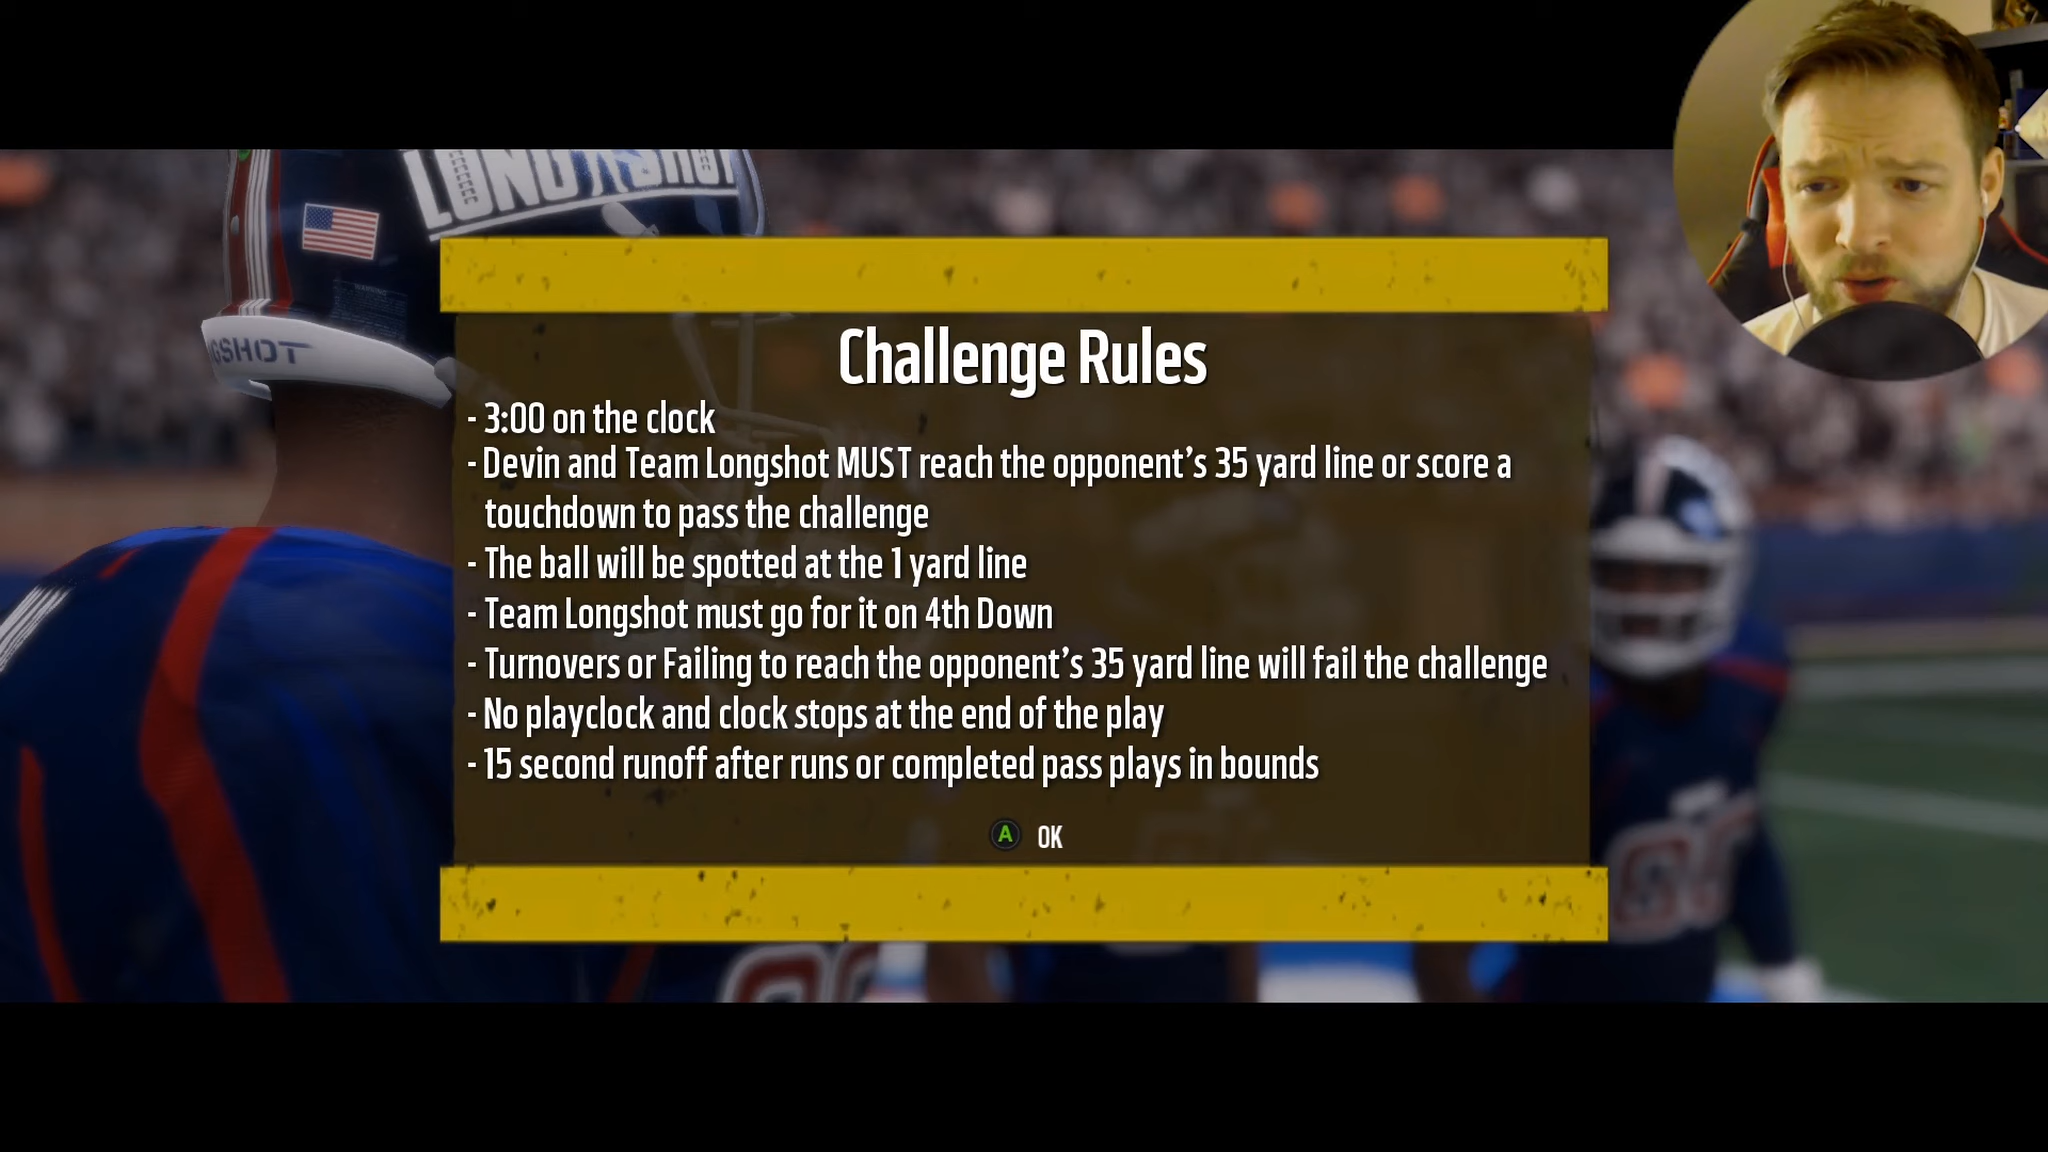 LONGSHOT
GSHOT
Challenge Rules
- 3:00 on the clock
- Devin and Team Longshot MUST reach the opponent's 35 yard line or score a
touchdown to pass the challenge
- The ball will be spotted at the 1 yard line
- Team Longshot must go for it on 4th Down
- Turnovers or Failing to reach the opponent's 35 yard line will fail the challenge
- No playclock and clock stops at the end of the play
- 15 second runoff after runs or completed pass plays in bounds
A OK